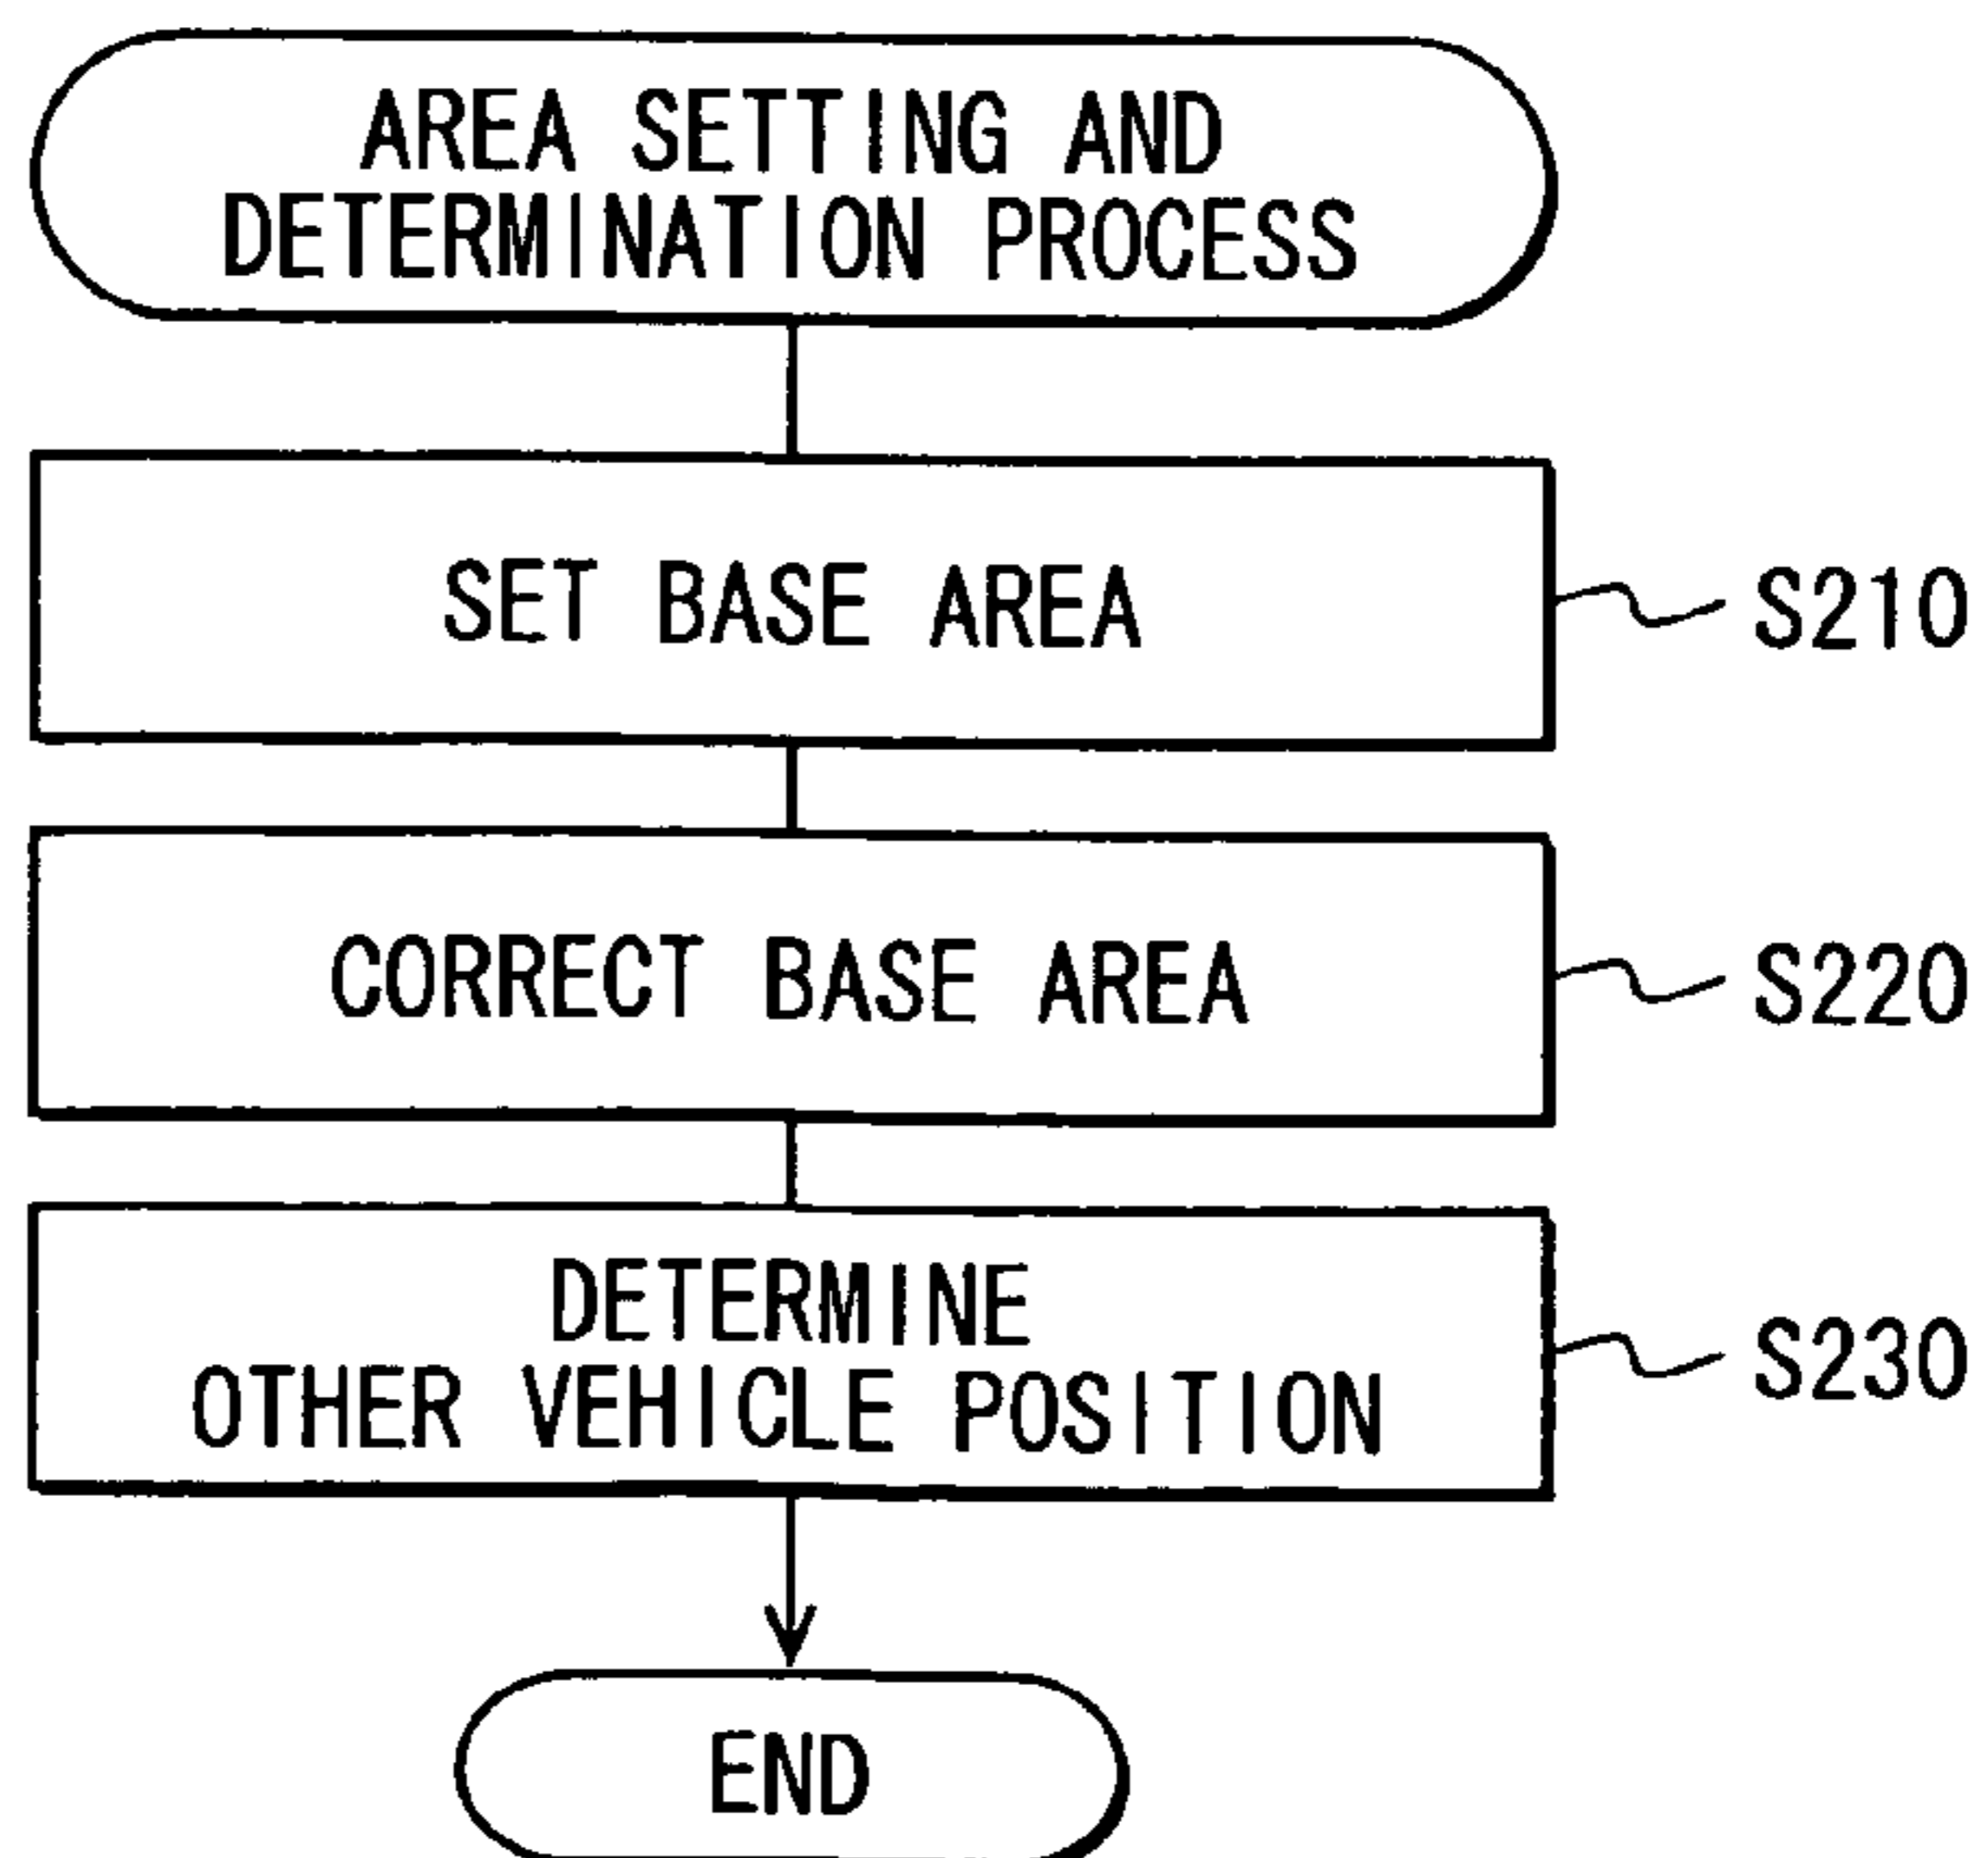 AREA SETTING AND
DETERMINATION PROCESS
SET BASE AREA
S210
CORRECT BASE AREA
S220
DETERMINE
OTHER VEHICLE POSITION
S230
END